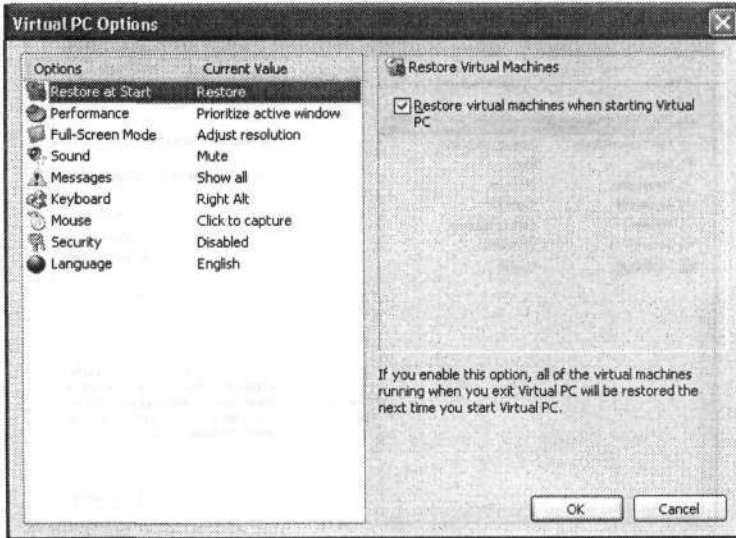 Virtual PC Options
Options Current Value
Restore at Start Restore
Performance Prioritize active window
Full-Screen Mode Adjust resolution
Sound Mute
Messages Show all
Keyboard Right Alt
Mouse Click to capture
Security Disabled
Language English
Restore Virtual Machines
Restore virtual machines when starting Virtual
PC
If you enable this option, all of the virtual machines
running when you exit Virtual PC will be restored the
next time you start Virtual PC.
OK Cancel